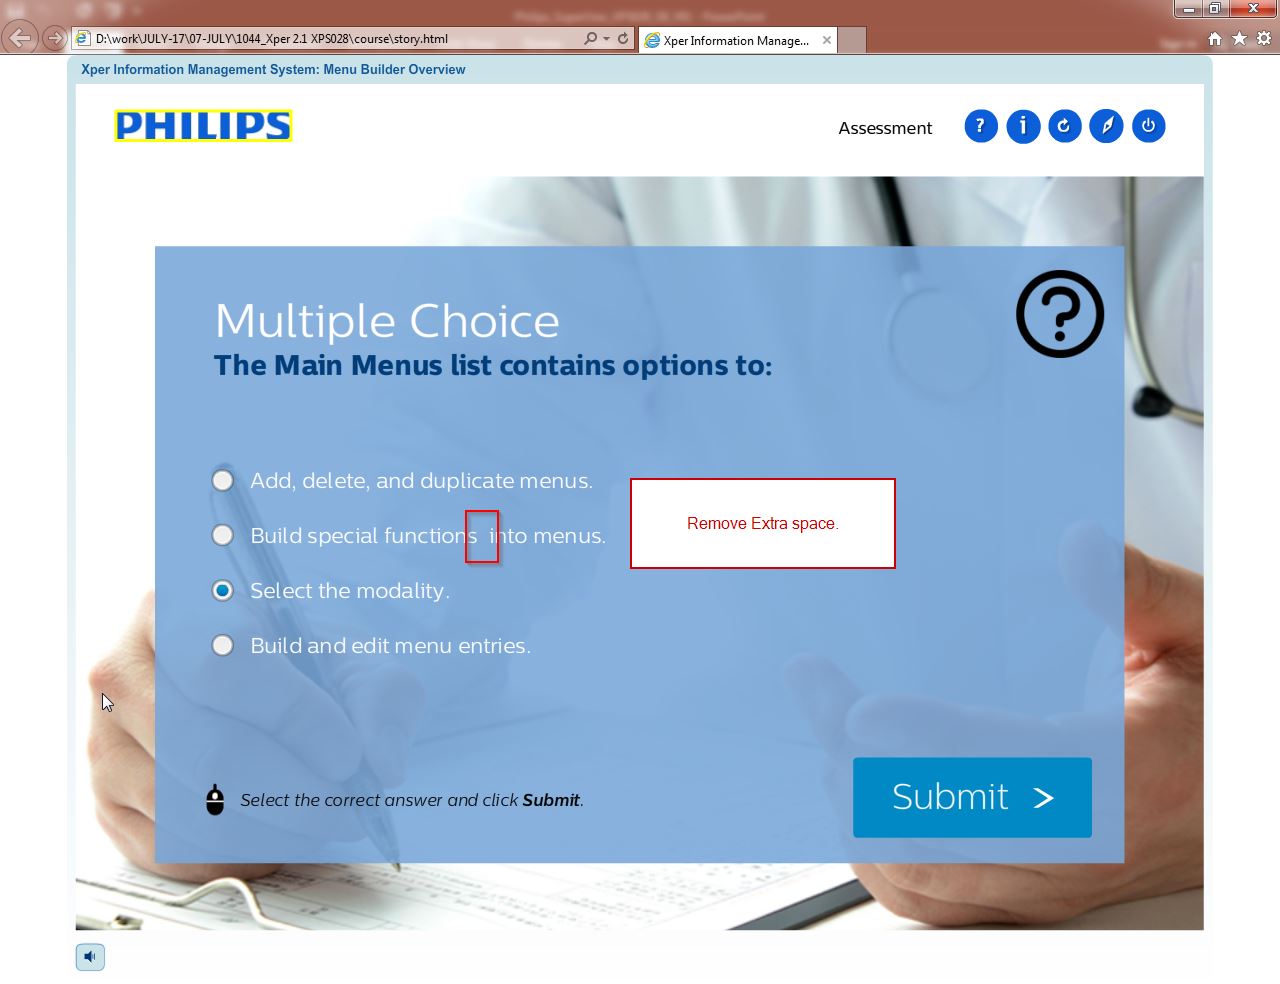 D:\work\JULY-17\07-JULY\1044_Xper 2.1 XPS028\course\story.html
Xper Information Manage...
Xper Information Management System: Menu Builder Overview
PHILIPS
Assessment
Multiple Choice
The Main Menus list contains options to:
Add, delete, and duplicate menus.
Build special functions  into menus.
Remove Extra space.
Select the modality.
Build and edit menu entries.
Select the correct answer and click Submit.
Submit >